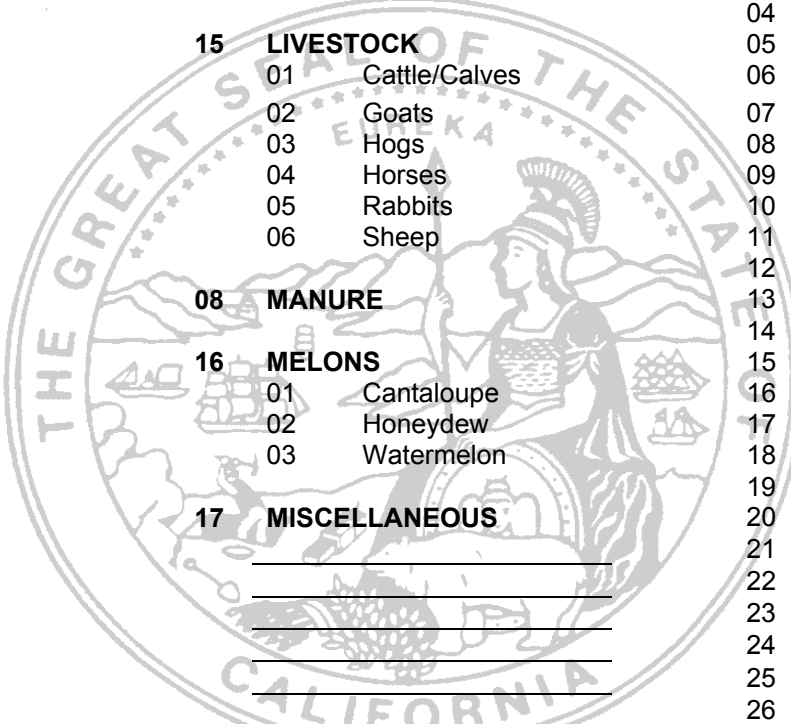 04
15 LIVESTOCK 05
01 Cattle/Calves 06
02 Goats 07
03 Hogs 08
04 Horses 09
05 Rabbits 10
06 Sheep 11
12
08 MANURE 13
14
16 MELONS 15
01 Cantaloupe 16
02 Honeydew 17
03 Watermelon 18
19
17 MISCELLANEOUS 20
21
22
23
24
25
26
THE GREAT SEAL OF THE STATE OF
EUREKA
CALIFORNIA